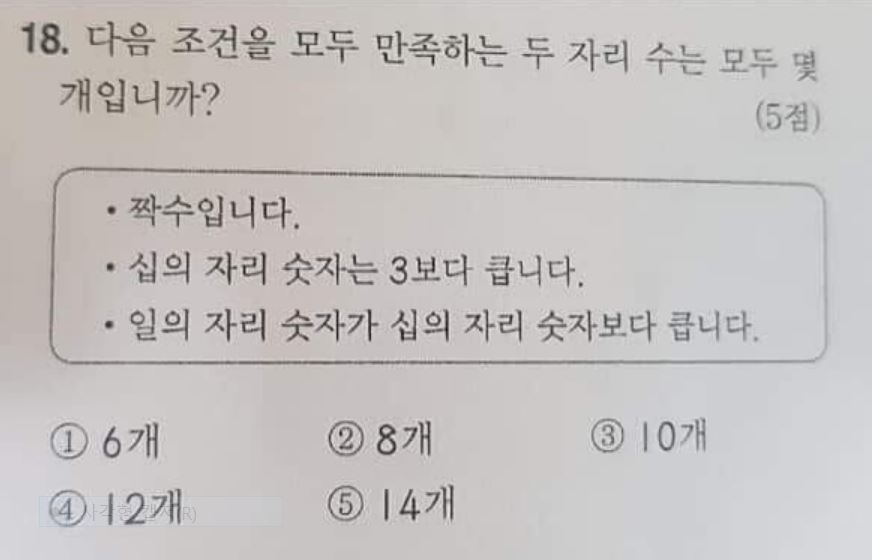 18. 다음 조건을 모두 만족하는 두 자리 수는 모두 몇
개입니까?
(5점)
• 짝수입니다.
• 십의 자리 숫자는 3보다 큽니다.
• 일의 자리 숫자가 십의 자리 숫자보다 큽니다.
① 6개 ② 8개 ③ 10개
④ 12개 ⑤ 14개